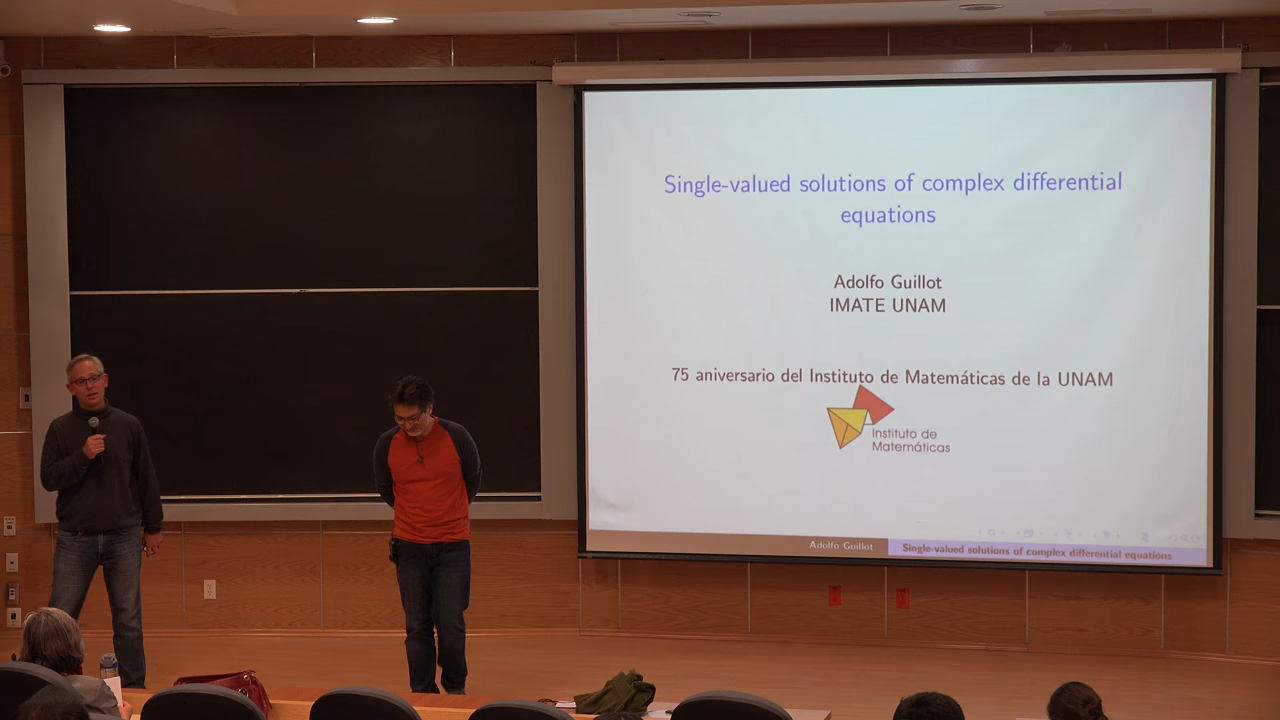 Single-valued solutions of complex differential
equations
Adolfo Guillot
IMATE UNAM
75 aniversario del Instituto de Matemáticas de la UNAM
Instituto de
Matemáticas
Adolfo Guillot
Single-valued solutions of complex differential equations